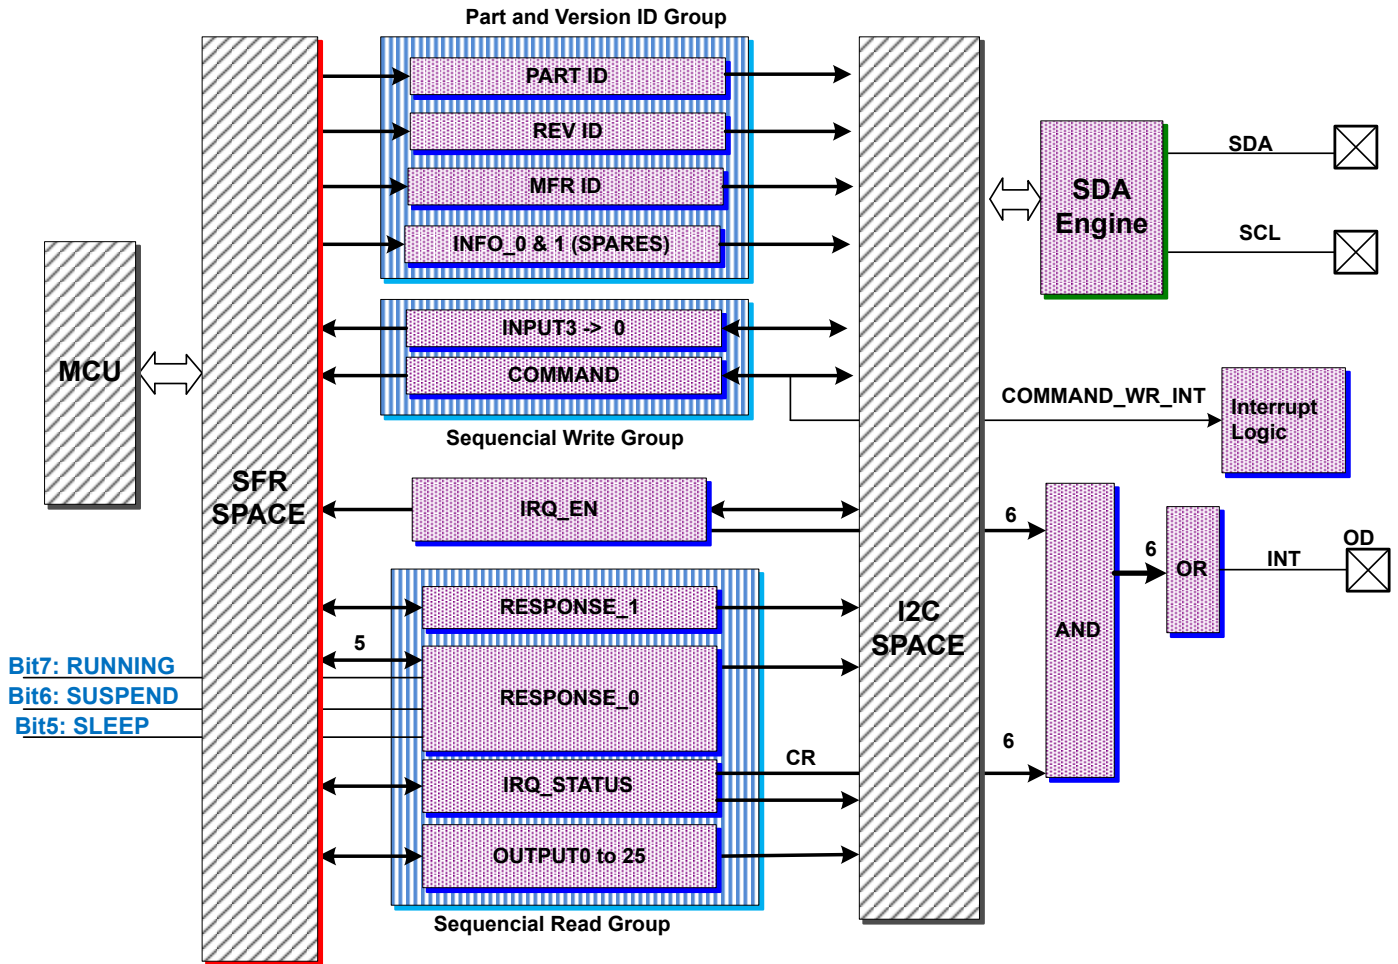 Part and Version ID Group
PART ID
REV ID
MFR ID
INFO_0 & 1 (SPARES)
INPUT3 -> 0
COMMAND
Sequencial Write Group
MCU
SFR
SPACE
IRQ_EN
RESPONSE_1
5
RESPONSE_0
Bit7: RUNNING
Bit6: SUSPEND
Bit5: SLEEP
CR
IRQ_STATUS
OUTPUT0 to 25
Sequencial Read Group
I2C
SPACE
SDA
Engine
SDA
SCL
COMMAND_WR_INT
Interrupt
Logic
6
AND
6
6
OR
INT
OD